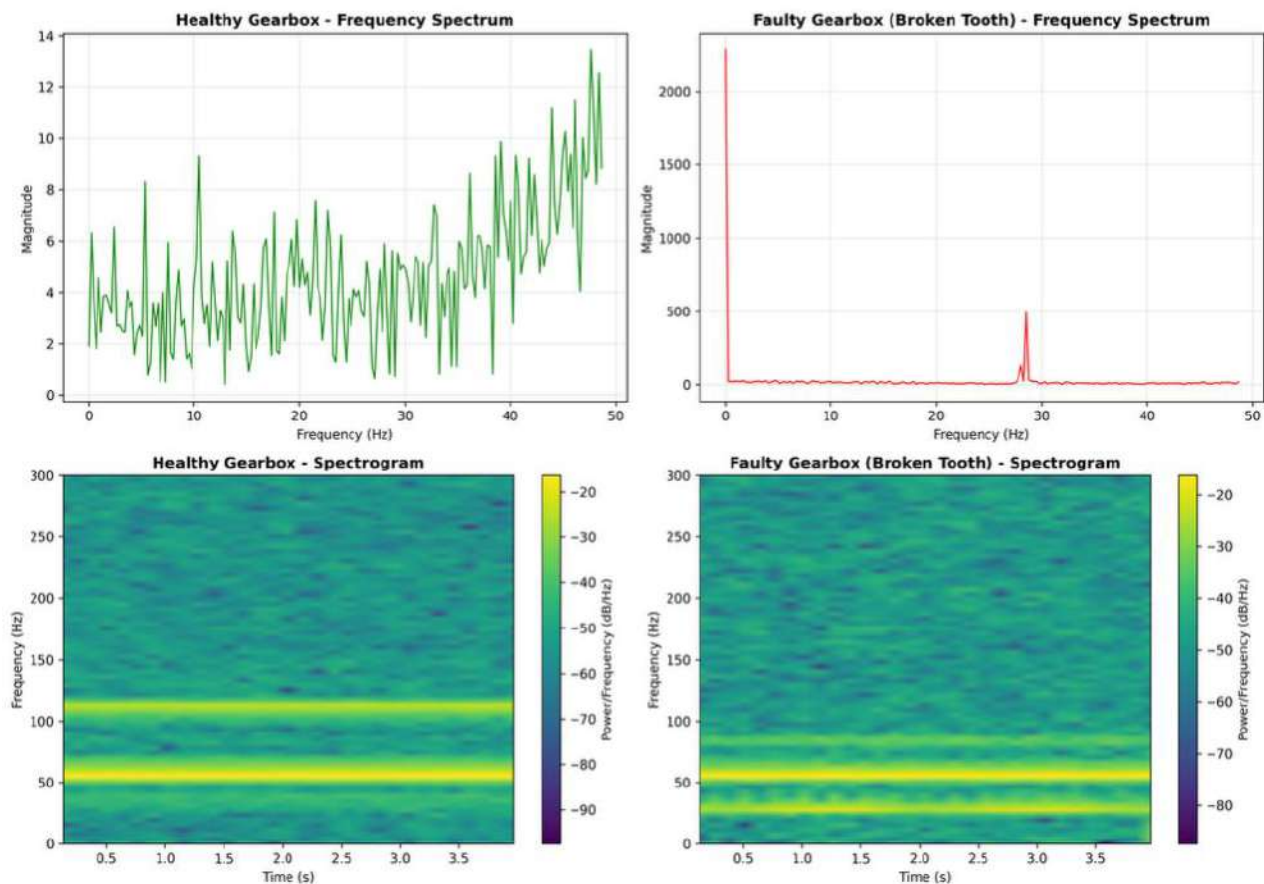 Healthy Gearbox - Frequency Spectrum
14
12
10
8
6
4
2
0
Magnitude
0 10 20 30 40 50
Frequency (Hz)
Faulty Gearbox (Broken Tooth) - Frequency Spectrum
2000
1500
1000
500
0
Magnitude
0 10 20 30 40 50
Frequency (Hz)
Healthy Gearbox - Spectrogram
300
250
200
150
100
50
0
Frequency (Hz)
0.5 1.0 1.5 2.0 2.5 3.0 3.5
Time (s)
−20
−30
−40
−50
−60
−70
−80
−90
Power/Frequency (dB/Hz)
Faulty Gearbox (Broken Tooth) - Spectrogram
300
250
200
150
100
50
0
Frequency (Hz)
0.5 1.0 1.5 2.0 2.5 3.0 3.5
Time (s)
−20
−30
−40
−50
−60
−70
−80
Power/Frequency (dB/Hz)